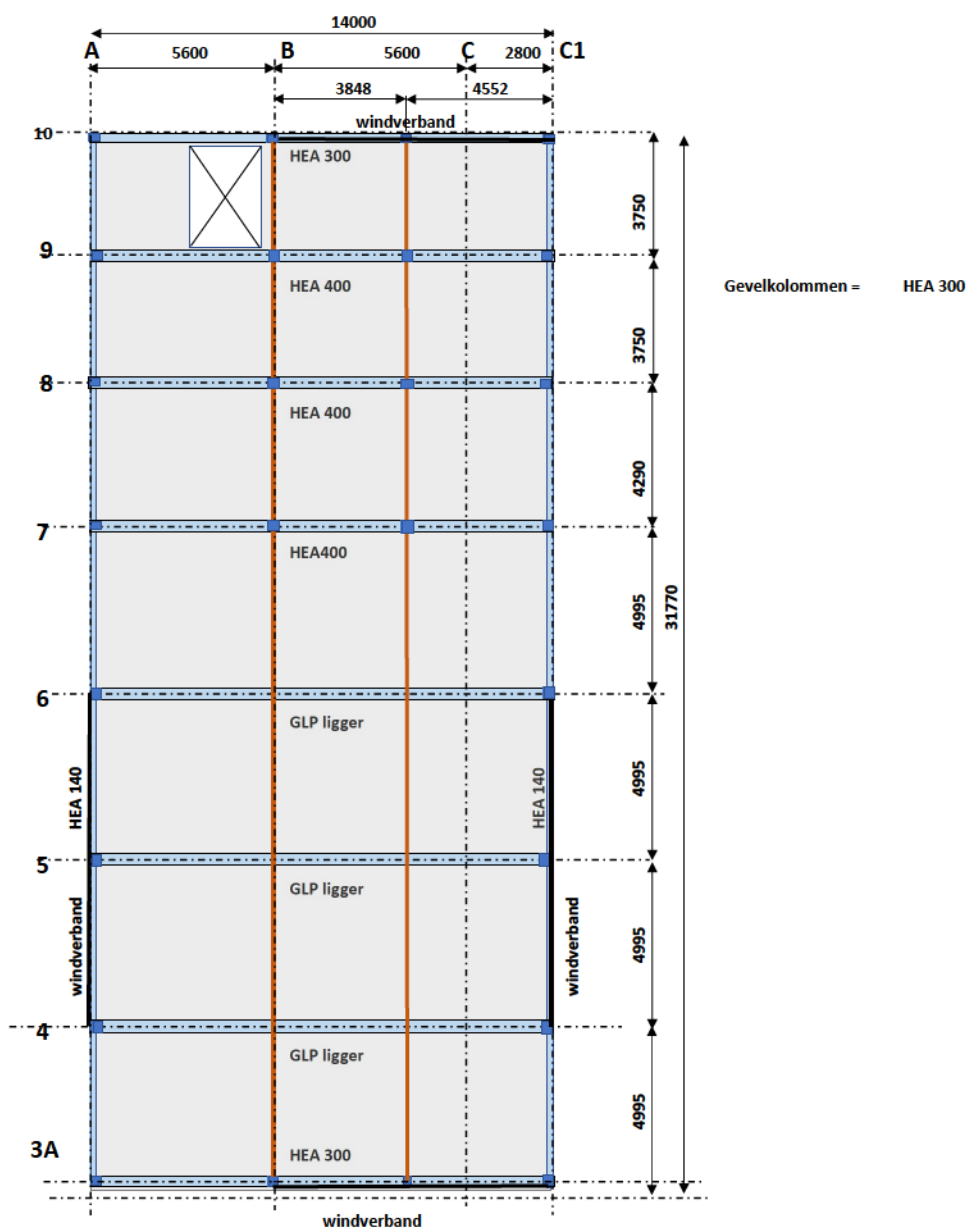 14000
A 5600 B 5600 C 2800 C1
3848 4552
windverband
10
HEA 300
3750
9
HEA 400
Gevelkolommen = HEA 300
3750
8
HEA 400
4290
7
HEA400
4995
31770
6
GLP ligger
HEA 140
HEA 140
4995
5
GLP ligger
windverband
windverband
4995
4
GLP ligger
4995
3A
HEA 300
windverband